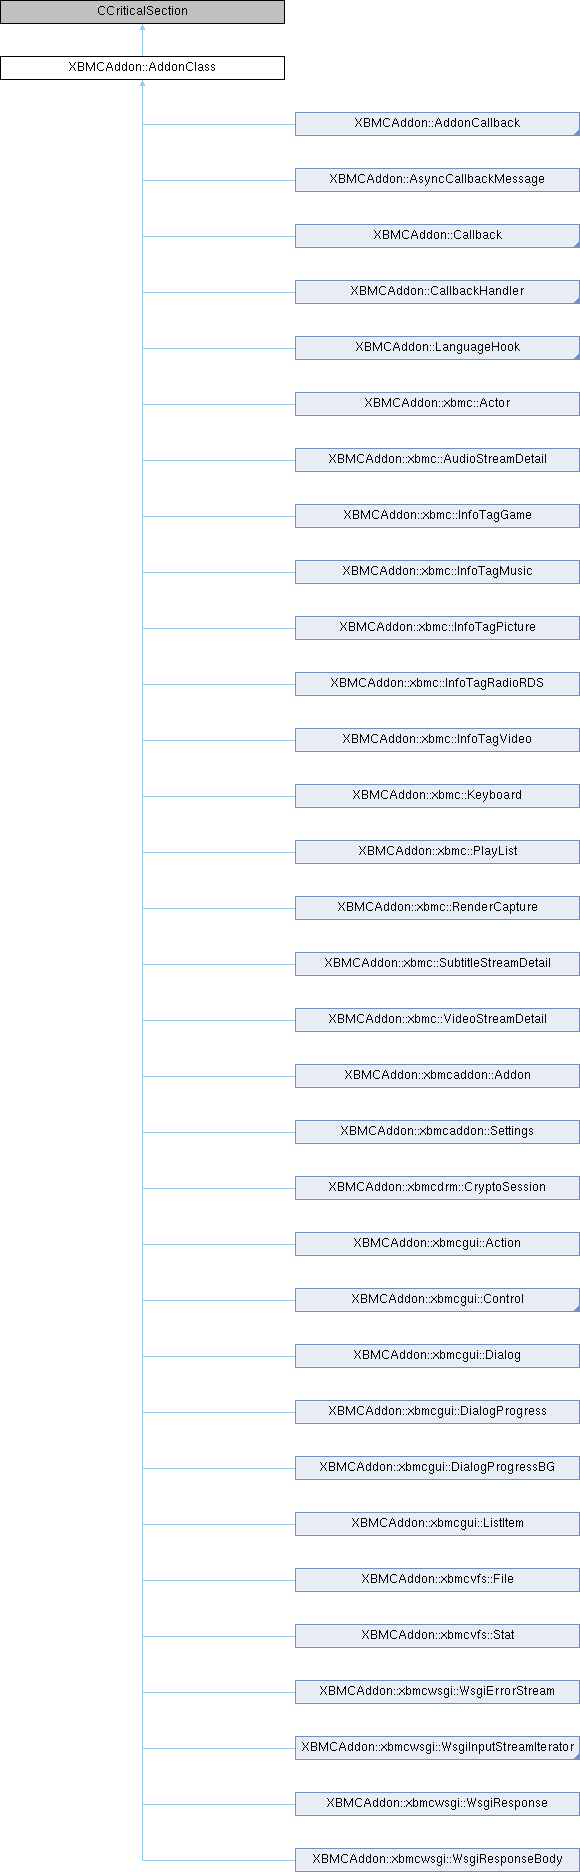 CCriticalSection
XBMCAddon::AddonClass
XBMCAddon::AddonCallback
XBMCAddon::AsyncCallbackMessage
XBMCAddon::Callback
XBMCAddon::CallbackHandler
XBMCAddon::LanguageHook
XBMCAddon::xbmc::Actor
XBMCAddon::xbmc::AudioStreamDetail
XBMCAddon::xbmc::InfoTagGame
XBMCAddon::xbmc::InfoTagMusic
XBMCAddon::xbmc::InfoTagPicture
XBMCAddon::xbmc::InfoTagRadioRDS
XBMCAddon::xbmc::InfoTagVideo
XBMCAddon::xbmc::Keyboard
XBMCAddon::xbmc::PlayList
XBMCAddon::xbmc::RenderCapture
XBMCAddon::xbmc::SubtitleStreamDetail
XBMCAddon::xbmc::VideoStreamDetail
XBMCAddon::xbmcaddon::Addon
XBMCAddon::xbmcaddon::Settings
XBMCAddon::xbmcdrm::CryptoSession
XBMCAddon::xbmcgui::Action
XBMCAddon::xbmcgui::Control
XBMCAddon::xbmcgui::Dialog
XBMCAddon::xbmcgui::DialogProgress
XBMCAddon::xbmcgui::DialogProgressBG
XBMCAddon::xbmcgui::ListItem
XBMCAddon::xbmcvfs::File
XBMCAddon::xbmcvfs::Stat
XBMCAddon::xbmcwsgi::WsgiErrorStream
XBMCAddon::xbmcwsgi::WsgiInputStreamIterator
XBMCAddon::xbmcwsgi::WsgiResponse
XBMCAddon::xbmcwsgi::WsgiResponseBody